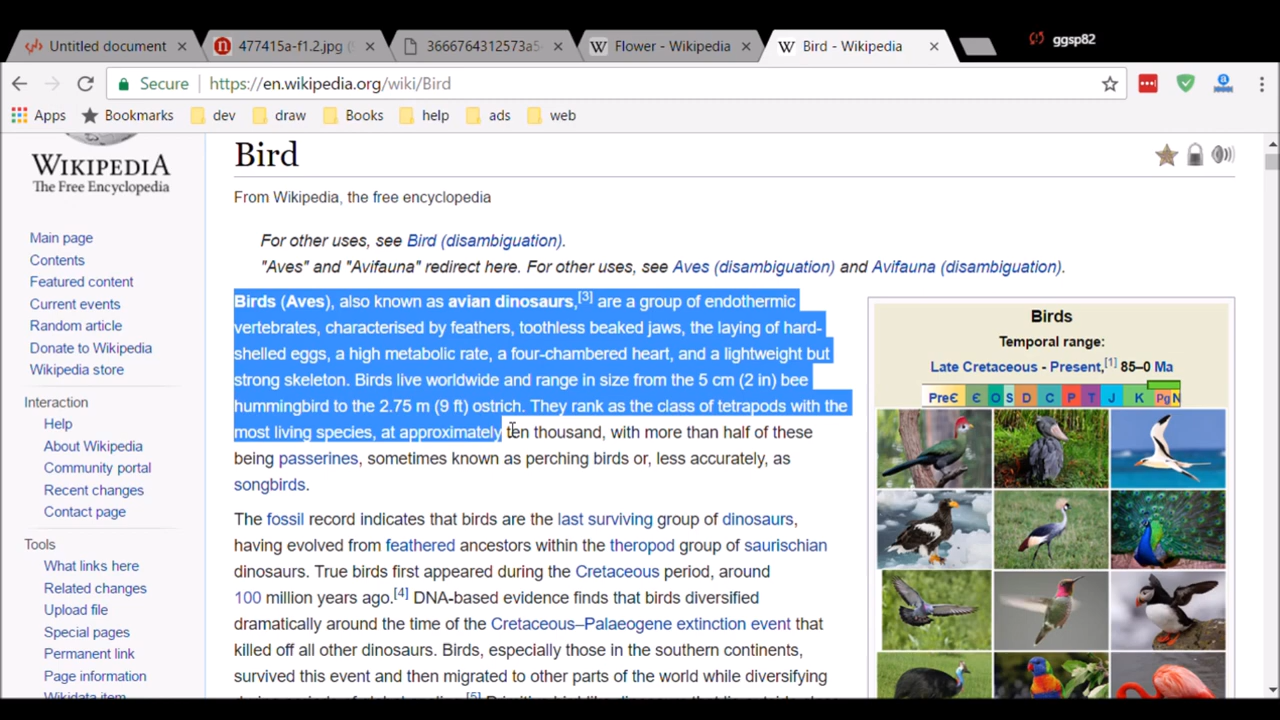 Untitled document
477415a-f1.2.jpg
3666764312573a5
Flower - Wikipedia
Bird - Wikipedia
ggsp82
Secure
https://en.wikipedia.org/wiki/Bird
Apps
Bookmarks
dev
draw
Books
help
ads
web
WIKIPEDIA
The Free Encyclopedia
Main page
Contents
Featured content
Current events
Random article
Donate to Wikipedia
Wikipedia store
Interaction
Help
About Wikipedia
Community portal
Recent changes
Contact page
Tools
What links here
Related changes
Upload file
Special pages
Permanent link
Page information
Wikidata item
Bird
From Wikipedia, the free encyclopedia
For other uses, see Bird (disambiguation).
"Aves" and "Avifauna" redirect here. For other uses, see Aves (disambiguation) and Avifauna (disambiguation).
Birds (Aves), also known as avian dinosaurs,[3] are a group of endothermic
vertebrates, characterised by feathers, toothless beaked jaws, the laying of hard-
shelled eggs, a high metabolic rate, a four-chambered heart, and a lightweight but
strong skeleton. Birds live worldwide and range in size from the 5 cm (2 in) bee
hummingbird to the 2.75 m (9 ft) ostrich. They rank as the class of tetrapods with the
most living species, at approximately ten thousand, with more than half of these
being passerines, sometimes known as perching birds or, less accurately, as
songbirds.
The fossil record indicates that birds are the last surviving group of dinosaurs,
having evolved from feathered ancestors within the theropod group of saurischian
dinosaurs. True birds first appeared during the Cretaceous period, around
100 million years ago.[4] DNA-based evidence finds that birds diversified
dramatically around the time of the Cretaceous–Palaeogene extinction event that
killed off all other dinosaurs. Birds, especially those in the southern continents,
survived this event and then migrated to other parts of the world while diversifying
[5]
Birds
Temporal range:
Late Cretaceous - Present,[1] 85–0 Ma
PreЄ Є O S D C P T J K Pg N